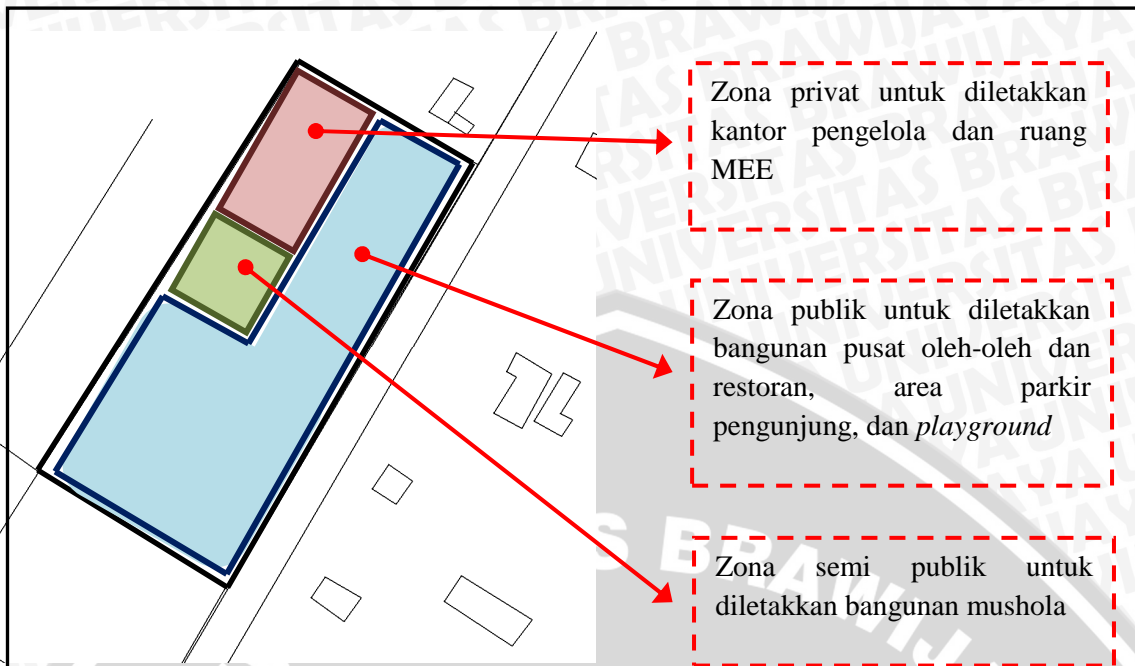 Zona privat untuk diletakkan
kantor pengelola dan ruang
MEE
Zona publik untuk diletakkan
bangunan pusat oleh-oleh dan
restoran, area parkir
pengunjung, dan playground
Zona semi publik untuk
diletakkan bangunan mushola